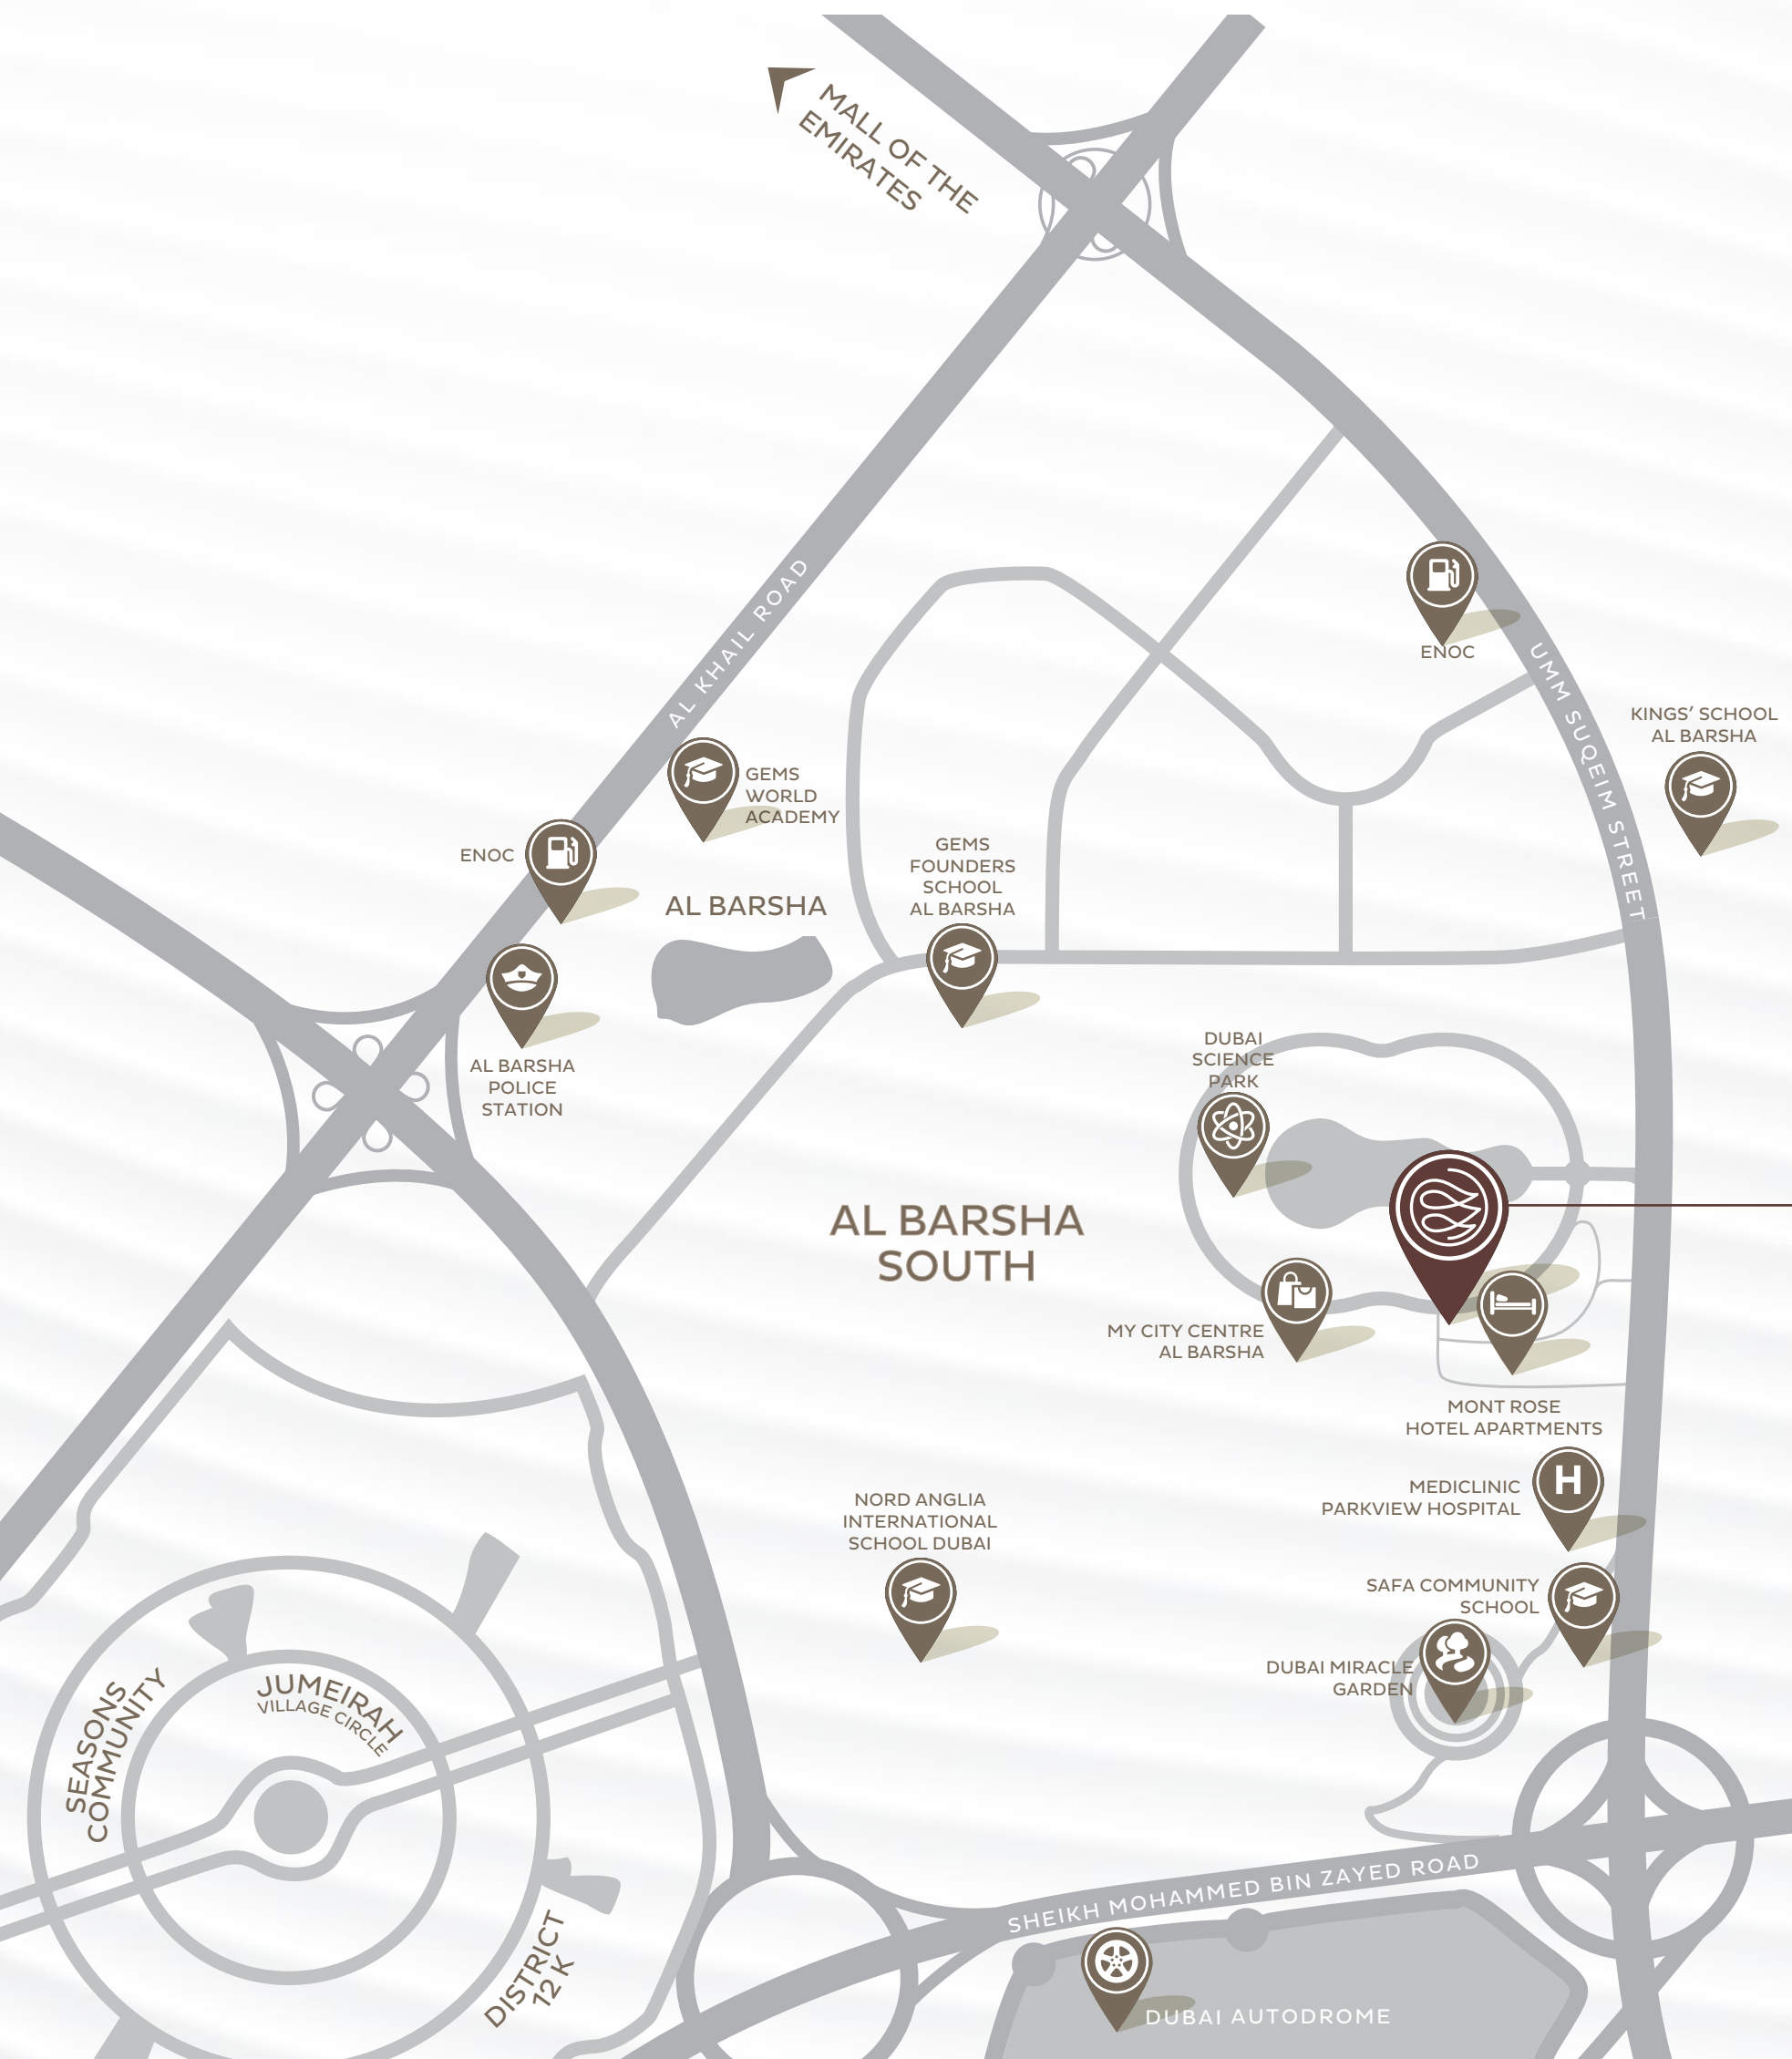 MALL OF THE
EMIRATES
AL KHAIL ROAD
ENOC
UMM SUQEIM STREET
KINGS’ SCHOOL
AL BARSHA
GEMS
WORLD
ACADEMY
ENOC
GEMS
FOUNDERS
SCHOOL
AL BARSHA
AL BARSHA
AL BARSHA
POLICE
STATION
DUBAI
SCIENCE
PARK
AL BARSHA
SOUTH
MY CITY CENTRE
AL BARSHA
MONT ROSE
HOTEL APARTMENTS
H
MEDICLINIC
PARKVIEW HOSPITAL
NORD ANGLIA
INTERNATIONAL
SCHOOL DUBAI
SAFA COMMUNITY
SCHOOL
DUBAI MIRACLE
GARDEN
SEASONS
COMMUNITY
JUMEIRAH
VILLAGE CIRCLE
SHEIKH MOHAMMED BIN ZAYED ROAD
DISTRICT
12 K
DUBAI AUTODROME